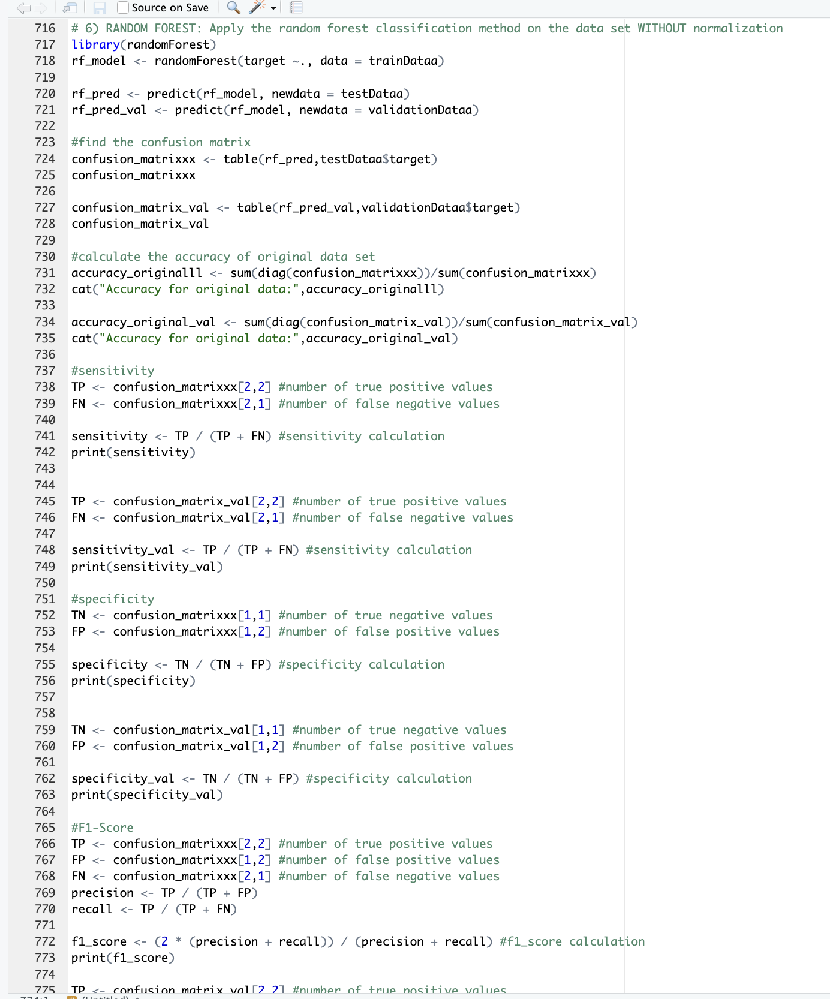 Source on Save
716 # 6) RANDOM FOREST: Apply the random forest classification method on the data set WITHOUT normalization
717 library(randomForest)
718 rf_model <- randomForest(target ~., data = trainDataa)
719
720 rf_pred <- predict(rf_model, newdata = testDataa)
721 rf_pred_val <- predict(rf_model, newdata = validationDataa)
722
723 #find the confusion matrix
724 confusion_matrixxx <- table(rf_pred,testDataa$target)
725 confusion_matrixxx
726
727 confusion_matrix_val <- table(rf_pred_val,validationDataa$target)
728 confusion_matrix_val
729
730 #calculate the accuracy of original data set
731 accuracy_originalll <- sum(diag(confusion_matrixxx))/sum(confusion_matrixxx)
732 cat("Accuracy for original data:",accuracy_originalll)
733
734 accuracy_original_val <- sum(diag(confusion_matrix_val))/sum(confusion_matrix_val)
735 cat("Accuracy for original data:",accuracy_original_val)
736
737 #sensitivity
738 TP <- confusion_matrixxx[2,2] #number of true positive values
739 FN <- confusion_matrixxx[2,1] #number of false negative values
740
741 sensitivity <- TP / (TP + FN) #sensitivity calculation
742 print(sensitivity)
743
744
745 TP <- confusion_matrix_val[2,2] #number of true positive values
746 FN <- confusion_matrix_val[2,1] #number of false negative values
747
748 sensitivity_val <- TP / (TP + FN) #sensitivity calculation
749 print(sensitivity_val)
750
751 #specificity
752 TN <- confusion_matrixxx[1,1] #number of true negative values
753 FP <- confusion_matrixxx[1,2] #number of false positive values
754
755 specificity <- TN / (TN + FP) #specificity calculation
756 print(specificity)
757
758
759 TN <- confusion_matrix_val[1,1] #number of true negative values
760 FP <- confusion_matrix_val[1,2] #number of false positive values
761
762 specificity_val <- TN / (TN + FP) #specificity calculation
763 print(specificity_val)
764
765 #F1-Score
766 TP <- confusion_matrixxx[2,2] #number of true positive values
767 FP <- confusion_matrixxx[1,2] #number of false positive values
768 FN <- confusion_matrixxx[2,1] #number of false negative values
769 precision <- TP / (TP + FP)
770 recall <- TP / (TP + FN)
771
772 f1_score <- (2 * (precision + recall)) / (precision + recall) #f1_score calculation
773 print(f1_score)
774
775 TP <- confusion_matrix_val[2,2] #number of true positive values
774:1 # (Untitled)